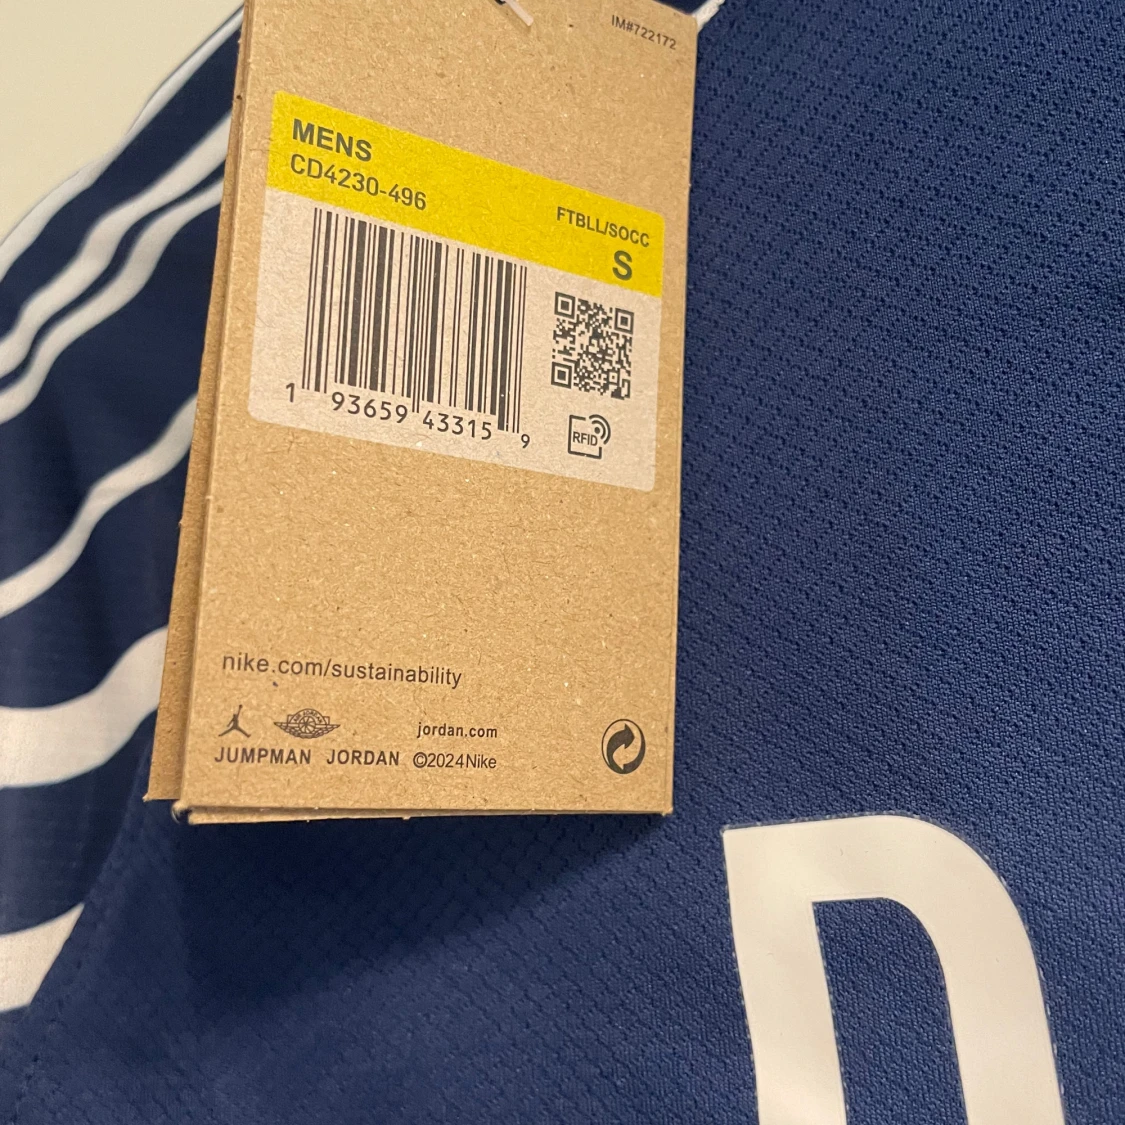 IM#722172
MENS
CD4230-496
FTBLL/SOCC
S
1 93659 43315 9
RFID
nike.com/sustainability
jordan.com
JUMPMAN JORDAN ©2024Nike
D